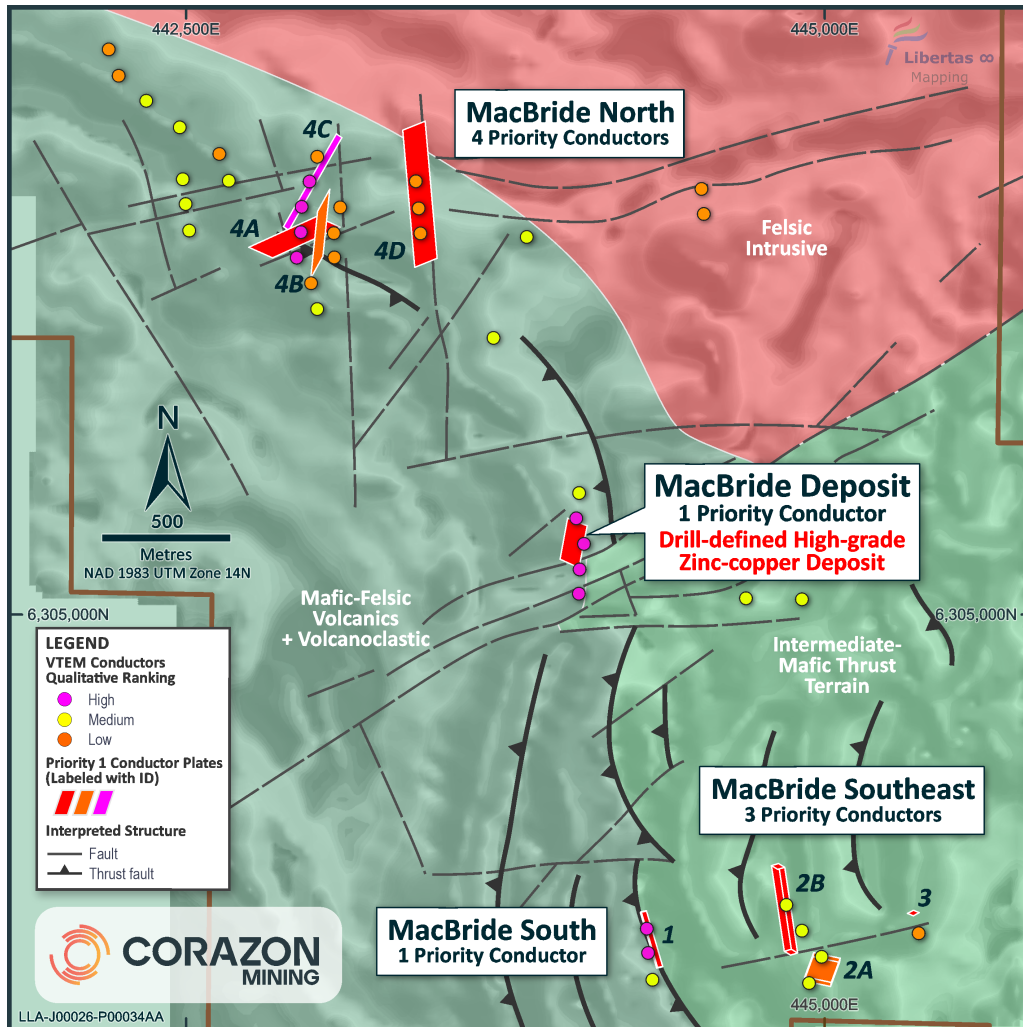 442,500E
445,000E
Libertas ∞
Mapping
MacBride North
4 Priority Conductors
4C
4A
4D
4B
Felsic
Intrusive
N
500
Metres
NAD 1983 UTM Zone 14N
MacBride Deposit
1 Priority Conductor
Drill-defined High-grade
Zinc-copper Deposit
6,305,000N
6,305,000N
Mafic-Felsic
Volcanics
+ Volcanoclastic
Intermediate-
Mafic Thrust
Terrain
LEGEND
VTEM Conductors
Qualitative Ranking
High
Medium
Low
Priority 1 Conductor Plates
(Labeled with ID)
Interpreted Structure
Fault
Thrust fault
MacBride Southeast
3 Priority Conductors
2B
3
2A
MacBride South
1 Priority Conductor
1
CORAZON
MINING
445,000E
LLA-J00026-P00034AA